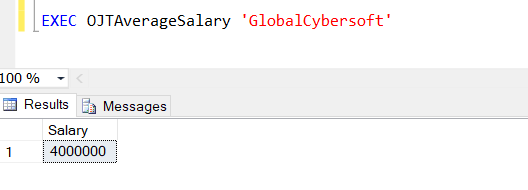 EXEC OJTAverageSalary 'GlobalCybersoft'
100 %
Results Messages
Salary
1 4000000